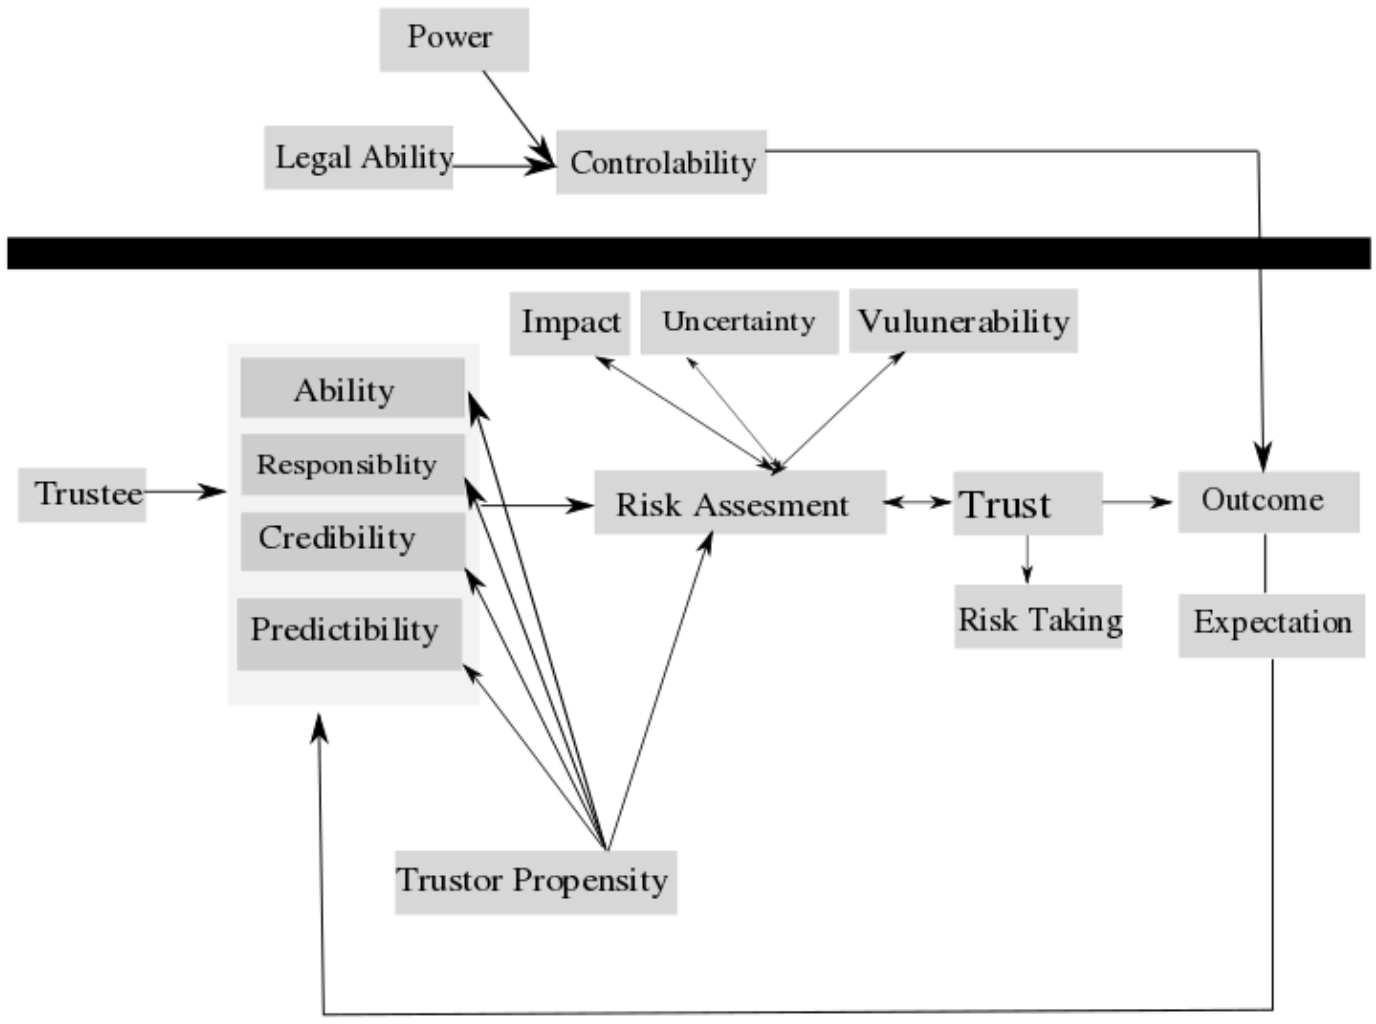 Power
Legal Ability
Controlability
Impact
Uncertainty
Vulunerability
Ability
Responsiblity
Credibility
Predictibility
Trustee
Risk Assesment
Trust
Outcome
Risk Taking
Expectation
Trustor Propensity